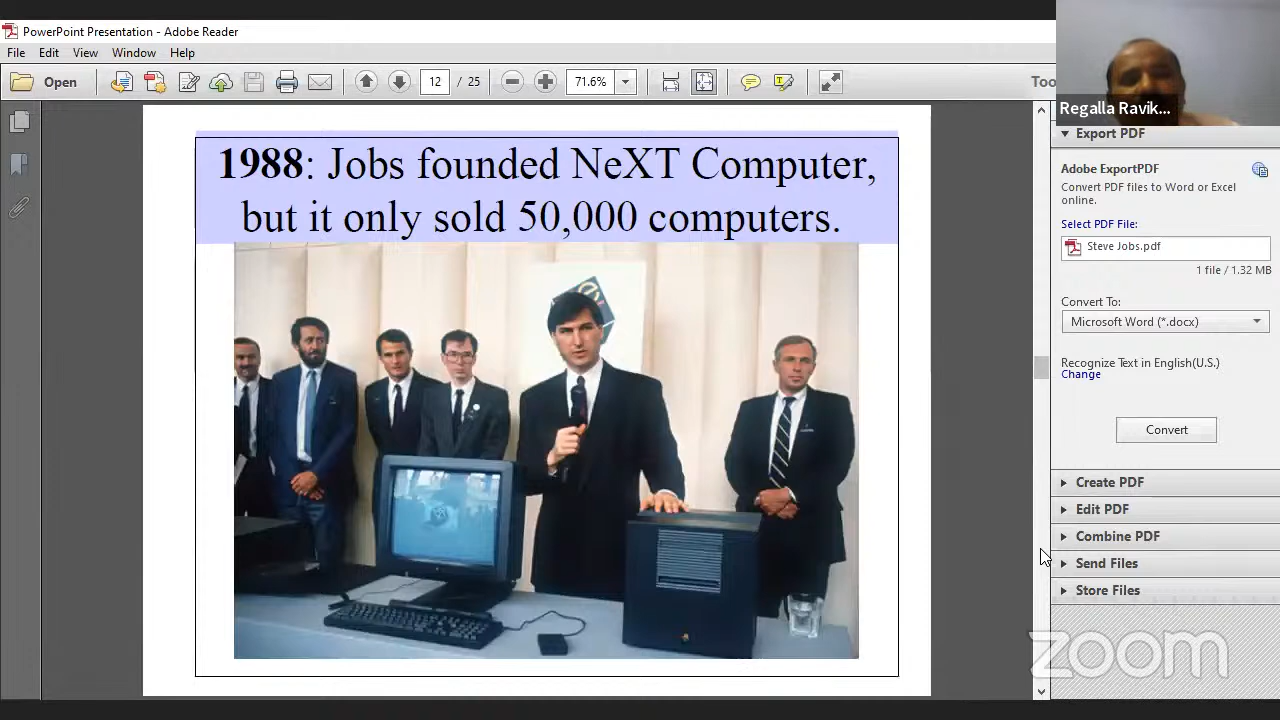 PowerPoint Presentation - Adobe Reader
File Edit View Window Help
Open 12 / 25 71.6% Too
Regalla Ravik...
1988: Jobs founded NeXT Computer,
but it only sold 50,000 computers.
Export PDF
Adobe ExportPDF
Convert PDF files to Word or Excel
online.
Select PDF File:
Steve Jobs.pdf
1 file / 1.32 MB
Convert To:
Microsoft Word (*.docx)
Recognize Text in English(U.S.)
Change
Convert
Create PDF
Edit PDF
Combine PDF
Send Files
Store Files
zoom